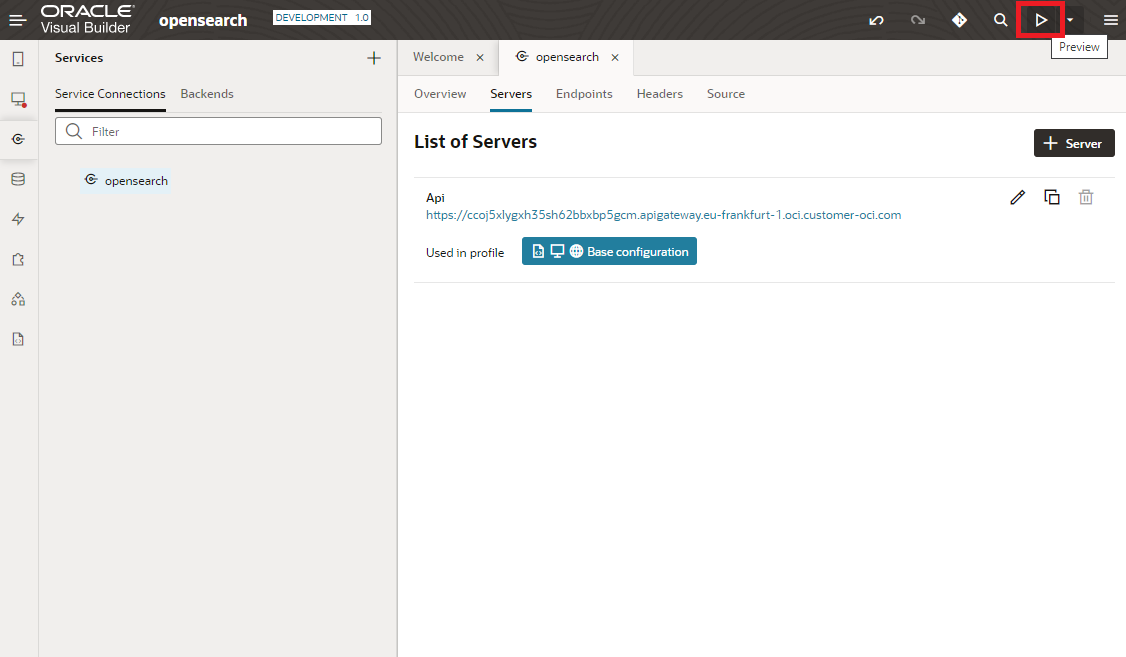 ORACLE
Visual Builder
opensearch
DEVELOPMENT 1.0
Preview
Services
Service Connections
Backends
Filter
opensearch
Welcome
opensearch
Overview
Servers
Endpoints
Headers
Source
List of Servers
Server
Api
https://ccoj5xlygxh35sh62bbxbp5gcm.apigateway.eu-frankfurt-1.oci.customer-oci.com
Used in profile
Base configuration